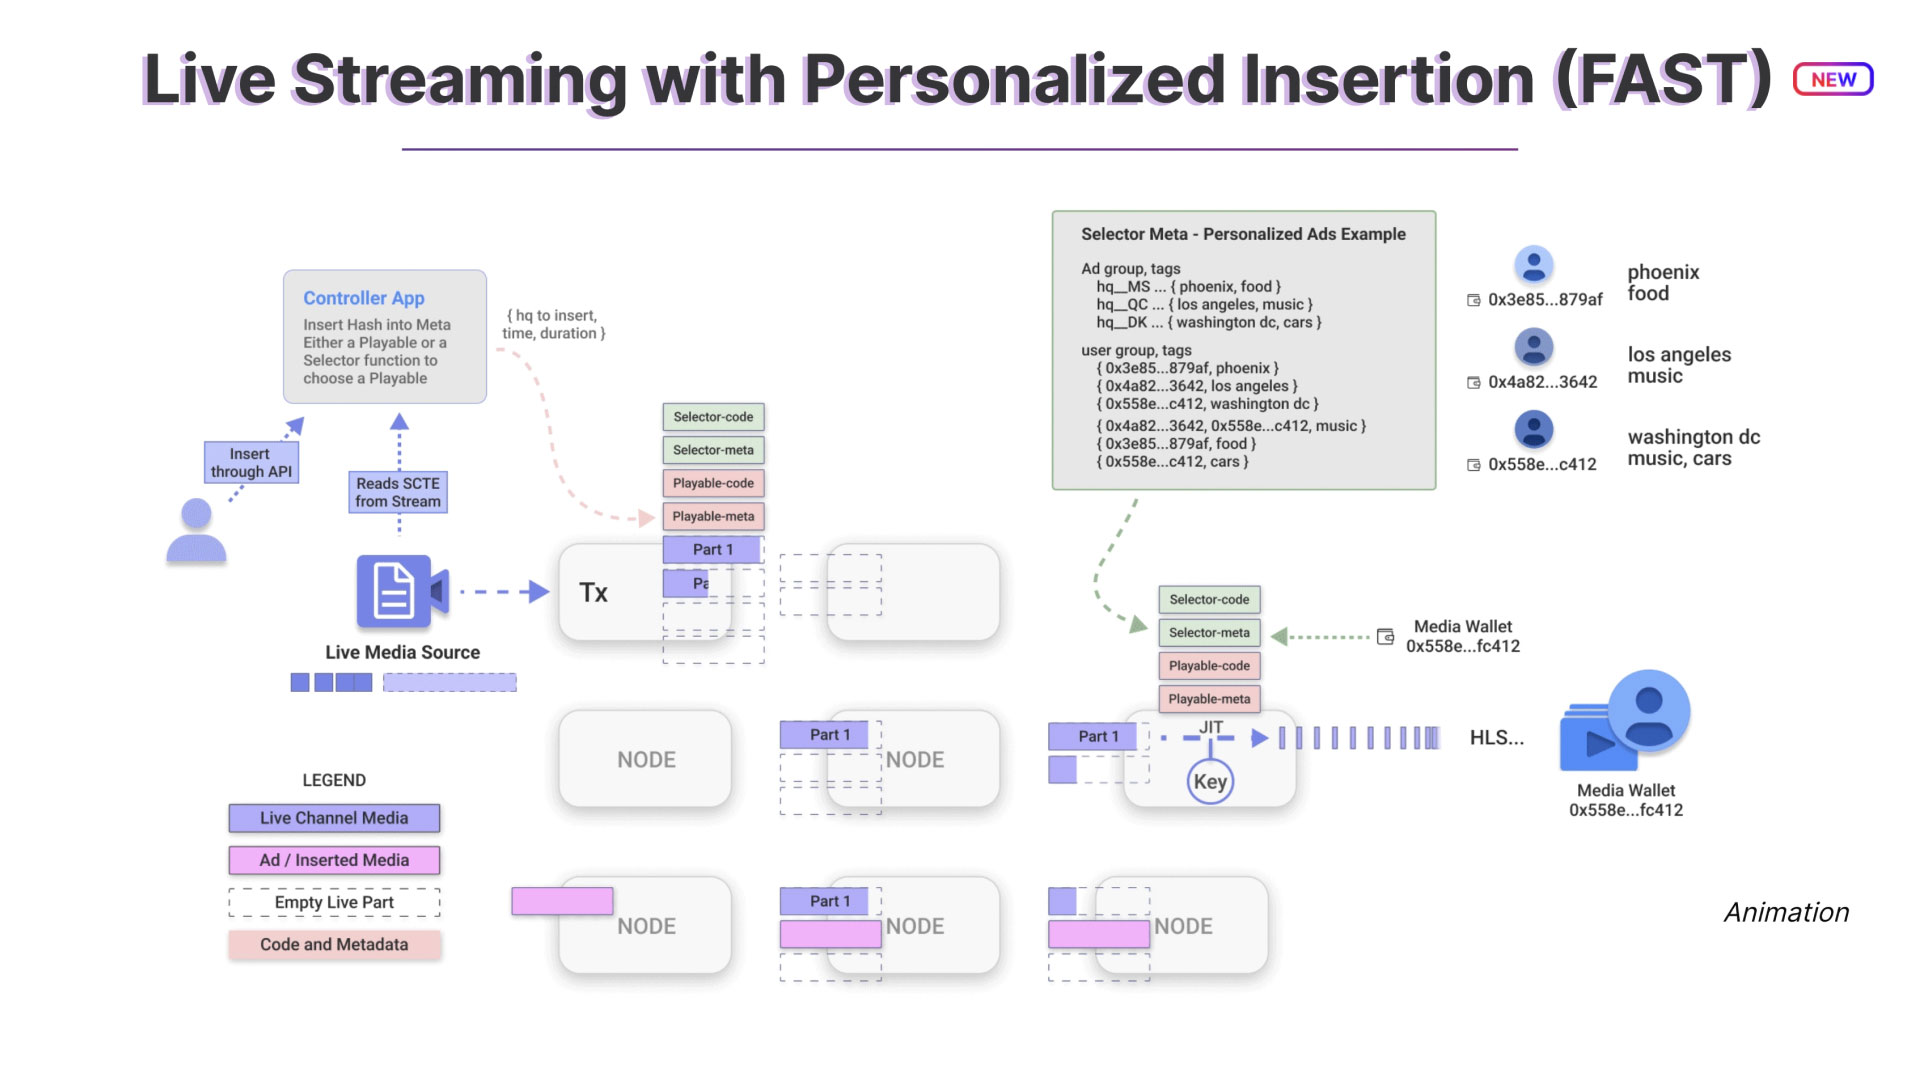 Live Streaming with Personalized Insertion (FAST)
NEW
Controller App
Insert Hash into Meta
Either a Playable or a
Selector function to
choose a Playable
{ hq to insert,
time, duration }
Insert
through API
Reads SCTE
from Stream
Live Media Source
Selector-code
Selector-meta
Playable-code
Playable-meta
Part 1
Pa
Tx
Selector Meta - Personalized Ads Example
Ad group, tags
hq__MS ... { phoenix, food }
hq__QC ... { los angeles, music }
hq__DK ... { washington dc, cars }
user group, tags
{ 0x3e85...879af, phoenix }
{ 0x4a82...3642, los angeles }
{ 0x558e...c412, washington dc }
{ 0x4a82...3642, 0x558e...c412, music }
{ 0x3e85...879af, food }
{ 0x558e...c412, cars }
0x3e85...879af
phoenix
food
0x4a82...3642
los angeles
music
0x558e...c412
washington dc
music, cars
Selector-code
Selector-meta
Playable-code
Playable-meta
Media Wallet
0x558e...fc412
NODE
Part 1
NODE
Part 1
JIT
Key
HLS...
Media Wallet
0x558e...fc412
LEGEND
Live Channel Media
Ad / Inserted Media
Empty Live Part
Code and Metadata
NODE
Part 1
NODE
NODE
Animation